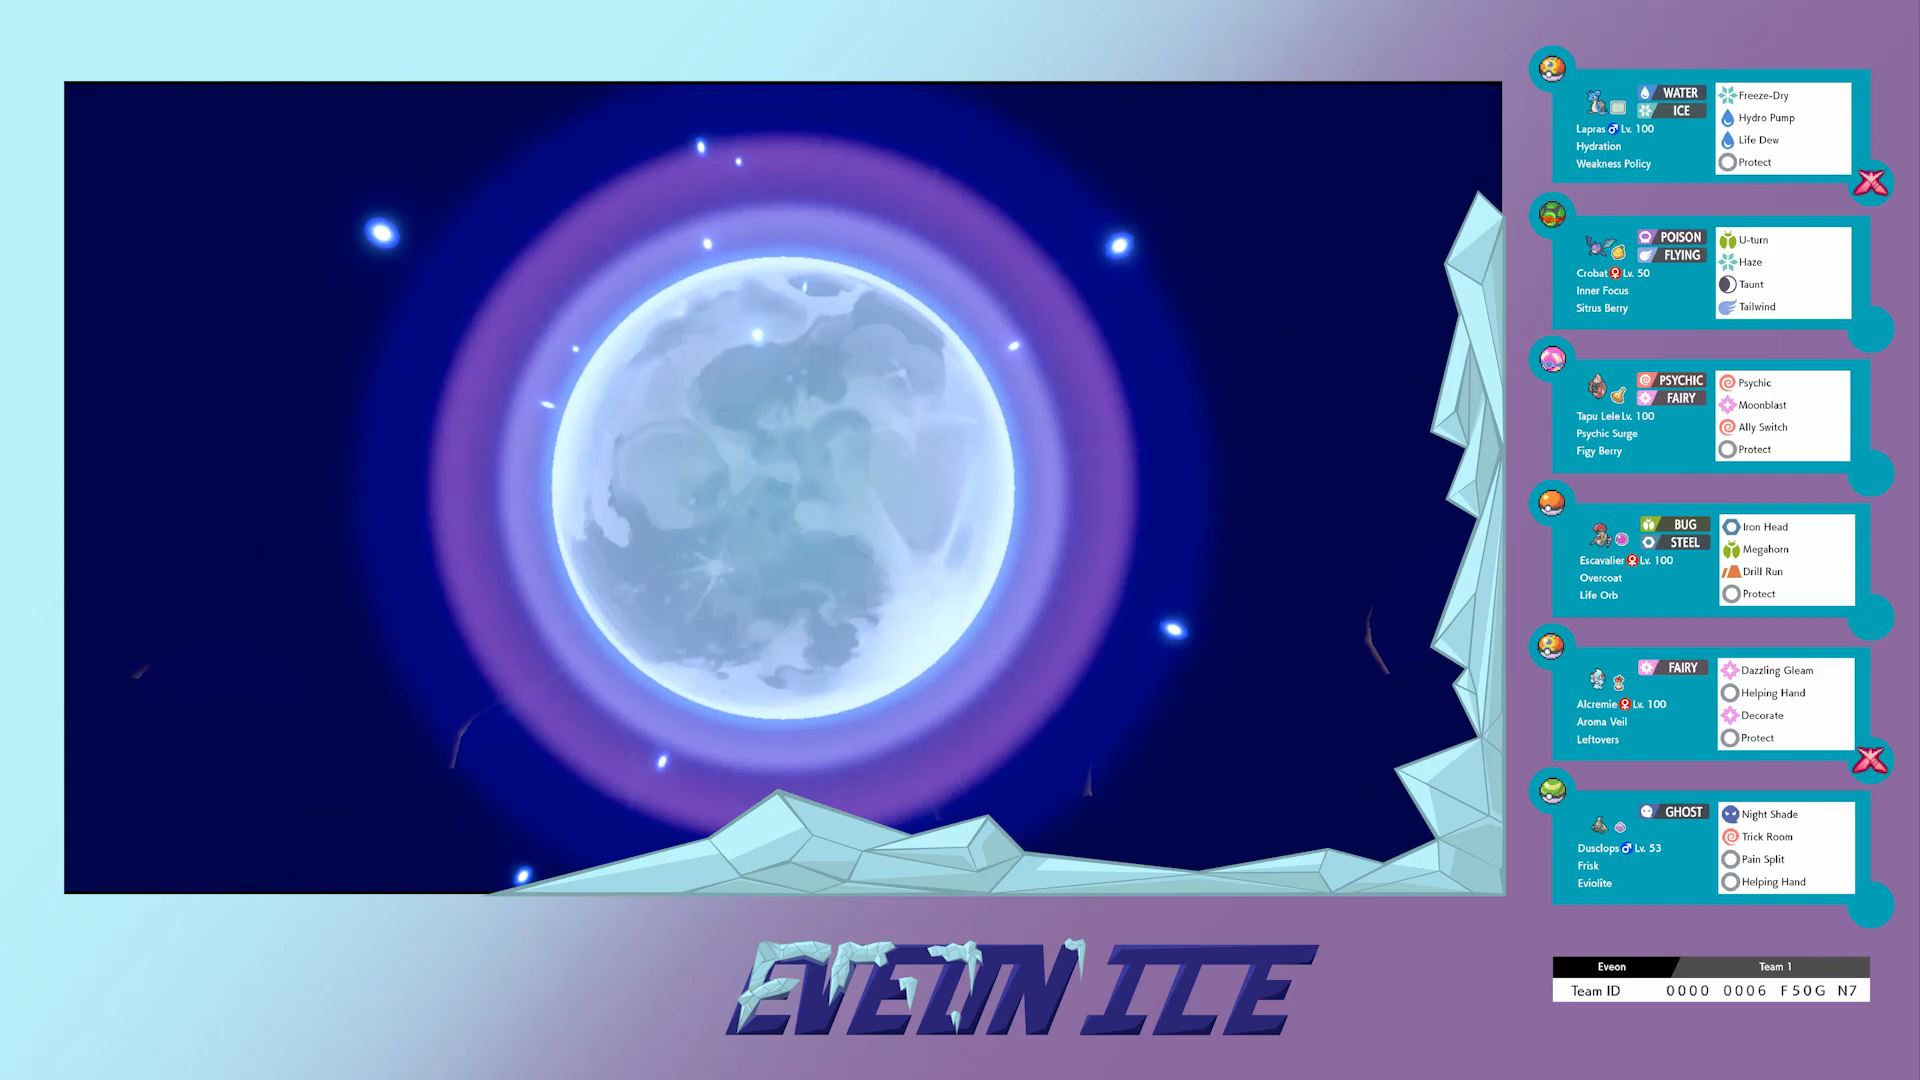 WATER
ICE
Lapras Lv. 100
Hydration
Weakness Policy
Freeze-Dry
Hydro Pump
Life Dew
Protect
POISON
FLYING
Crobat Lv. 50
Inner Focus
Sitrus Berry
U-turn
Haze
Taunt
Tailwind
PSYCHIC
FAIRY
Tapu Lele Lv. 100
Psychic Surge
Figy Berry
Psychic
Moonblast
Ally Switch
Protect
BUG
STEEL
Escavalier Lv. 100
Overcoat
Life Orb
Iron Head
Megahorn
Drill Run
Protect
FAIRY
Alcremie Lv. 100
Aroma Veil
Leftovers
Dazzling Gleam
Helping Hand
Decorate
Protect
GHOST
Dusclops Lv. 53
Frisk
Eviolite
Night Shade
Trick Room
Pain Split
Helping Hand
EVEON ICE
Eveon Team 1
Team ID 0000 0006 F50G N7